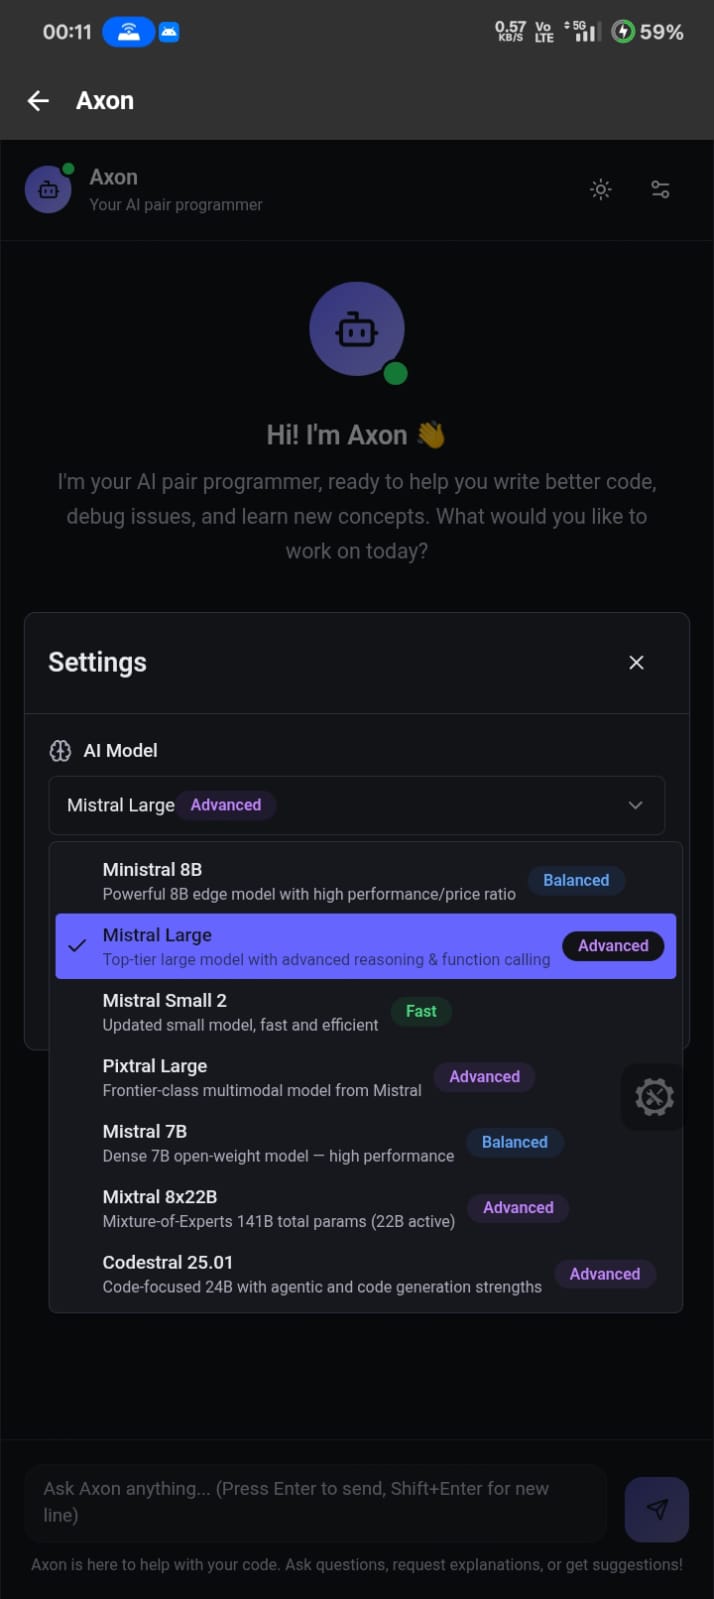 00:11
0.57 KB/S
Vo LTE
5G
59%
Axon
Axon
Your AI pair programmer
Hi! I'm Axon 👋
I'm your AI pair programmer, ready to help you write better code,
debug issues, and learn new concepts. What would you like to
work on today?
Settings
AI Model
Mistral Large Advanced
Ministral 8B
Powerful 8B edge model with high performance/price ratio
Balanced
Mistral Large
Top-tier large model with advanced reasoning & function calling
Advanced
Mistral Small 2
Updated small model, fast and efficient
Fast
Pixtral Large
Frontier-class multimodal model from Mistral
Advanced
Mistral 7B
Dense 7B open-weight model — high performance
Balanced
Mixtral 8x22B
Mixture-of-Experts 141B total params (22B active)
Advanced
Codestral 25.01
Code-focused 24B with agentic and code generation strengths
Advanced
Ask Axon anything... (Press Enter to send, Shift+Enter for new
line)
Axon is here to help with your code. Ask questions, request explanations, or get suggestions!